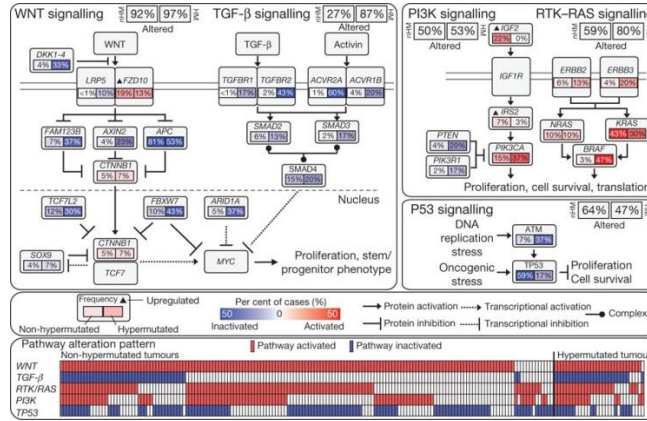 WNT signalling
nHM
92% 97%
HM
Altered
DKK1-4
4% 33%
WNT
LRP5 ▲FZD10
<1% 10% 19% 13%
FAM123B
7% 37%
AXIN2
4% 23%
APC
81% 53%
CTNNB1
5% 7%
TCF7L2
12% 30%
FBXW7
10% 43%
ARID1A
5% 37%
SOX9
4% 7%
CTNNB1
5% 7%
TCF7
MYC
Proliferation, stem/
progenitor phenotype
TGF-β signalling
nHM
27% 87%
HM
Altered
TGF-β
Activin
TGFBR1 TGFBR2
<1% 17% 2% 43%
ACVR2A ACVR1B
1% 60% 4% 20%
SMAD2
6% 13%
SMAD3
2% 17%
SMAD4
15% 20%
Nucleus
PI3K signalling
nHM
50% 53%
HM
Altered
▲IGF2
22% 0%
IGF1R
▲IRS2
7% 3%
PTEN
4% 20%
PIK3R1
2% 17%
PIK3CA
15% 37%
RTK–RAS signalling
nHM
59% 80%
HM
Altered
ERBB2
6% 13%
ERBB3
4% 20%
NRAS
10% 10%
KRAS
43% 30%
BRAF
3% 47%
Proliferation, cell survival, translation
P53 signalling
nHM
64% 47%
HM
Altered
DNA
replication
stress
ATM
7% 37%
Oncogenic
stress
TP53
59% 17%
Proliferation
Cell survival
Frequency ▲
Upregulated
Non-hypermutated
Hypermutated
Per cent of cases (%)
50 0 50
Inactivated
Activated
Protein activation
Transcriptional activation
Complex
Protein inhibition
Transcriptional inhibition
Pathway alteration pattern
Pathway activated
Pathway inactivated
Non-hypermutated tumours
Hypermutated tumou
WNT
TGF-β
RTK/RAS
PI3K
TP53